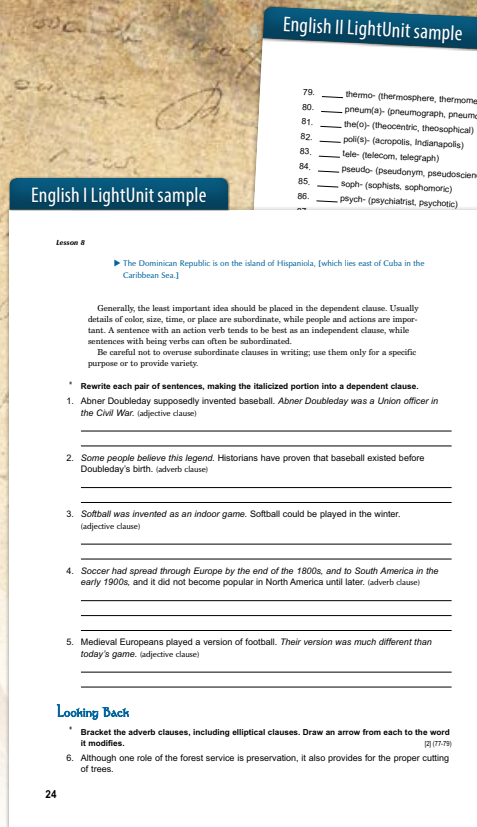 English II LightUnit sample
79. ____ thermo- (thermosphere,
80. ____ pneum(a)- (pneumograph,
81. ____ the(o)- (theocentric, theosophical)
82. ____ poli(s)- (acropolis, Indianapolis)
83. ____ tele- (telecom, telegraph)
84. ____ pseudo- (pseudonym,
85. ____ soph- (sophists, sophomoric)
86. ____ psych- (psychiatrist, psychotic)
English I LightUnit sample
Lesson 8
▶ The Dominican Republic is on the island of Hispaniola, [which lies east of Cuba in the
Caribbean Sea.]
Generally, the least important idea should be placed in the dependent clause. Usually
details of color, size, time, or place are subordinate, while people and actions are impor-
tant. A sentence with an action verb tends to be best as an independent clause, while
sentences with being verbs can often be subordinated.
Be careful not to overuse subordinate clauses in writing; use them only for a specific
purpose or to provide variety.
* Rewrite each pair of sentences, making the italicized portion into a dependent clause.
1. Abner Doubleday supposedly invented baseball. Abner Doubleday was a Union officer in
the Civil War. (adjective clause)
2. Some people believe this legend. Historians have proven that baseball existed before
Doubleday's birth. (adverb clause)
3. Softball was invented as an indoor game. Softball could be played in the winter.
(adjective clause)
4. Soccer had spread through Europe by the end of the 1800s, and to South America in the
early 1900s, and it did not become popular in North America until later. (adverb clause)
5. Medieval Europeans played a version of football. Their version was much different than
today's game. (adjective clause)
Looking Back
* Bracket the adverb clauses, including elliptical clauses. Draw an arrow from each to the word
it modifies. [2] (77-79)
6. Although one role of the forest service is preservation, it also provides for the proper cutting
of trees.
24